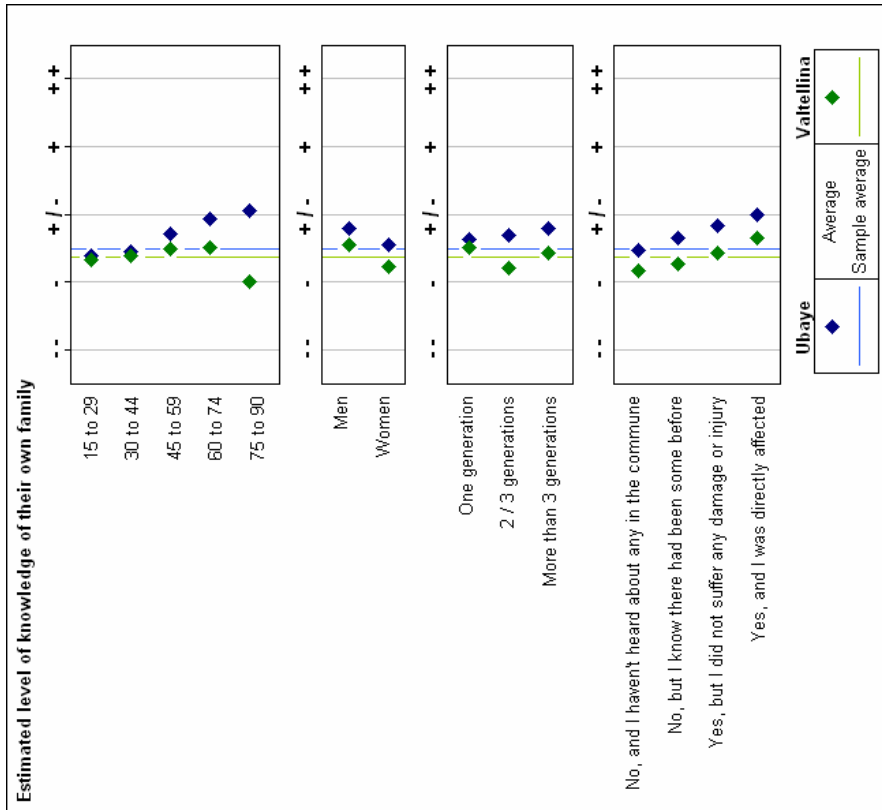 Estimated level of knowledge of their own family
- - - + / - + + +
15 to 29
30 to 44
45 to 59
60 to 74
75 to 90
- - - + / - + + +
Men
Women
- - - + / - + + +
One generation
2 / 3 generations
More than 3 generations
- - - + / - + + +
No, and I haven't heard about any in the commune
No, but I know there had been some before
Yes, but I did not suffer any damage or injury
Yes, and I was directly affected
Ubaye Valtellina
Average
Sample average